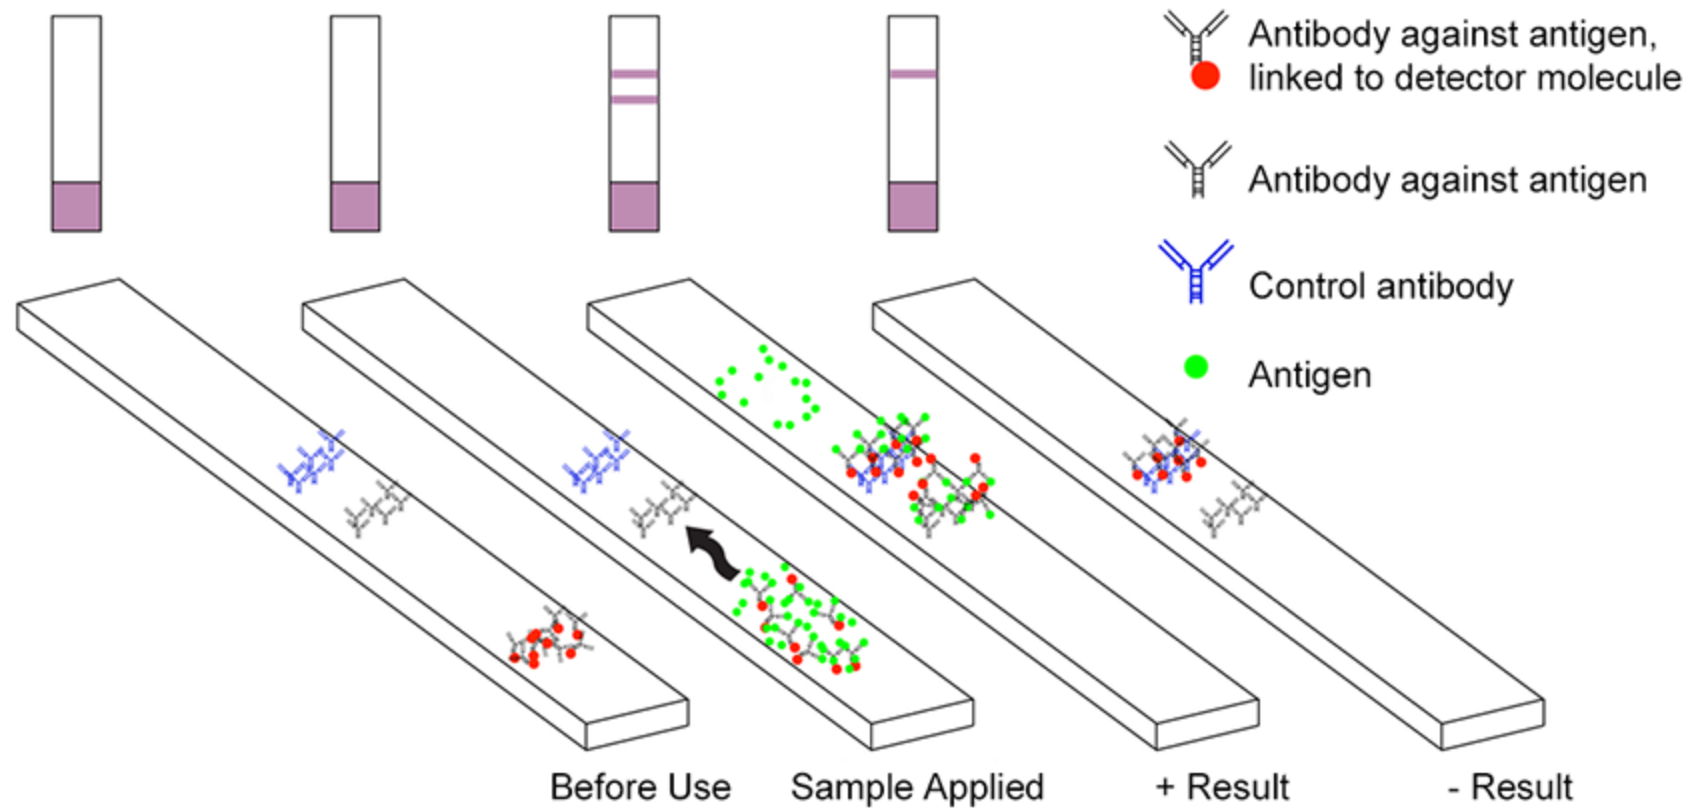 Antibody against antigen,
linked to detector molecule
Antibody against antigen
Control antibody
Antigen
Before Use
Sample Applied
+ Result
- Result